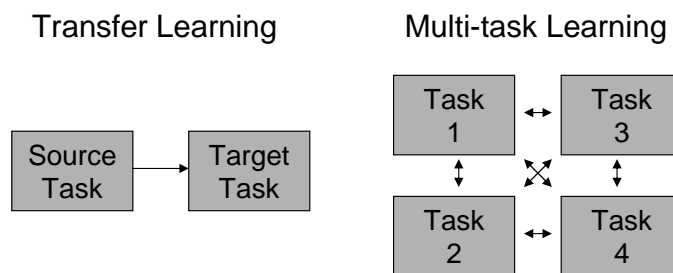 Transfer Learning
Multi-task Learning
Source
Task
Target
Task
Task
1
Task
3
Task
2
Task
4